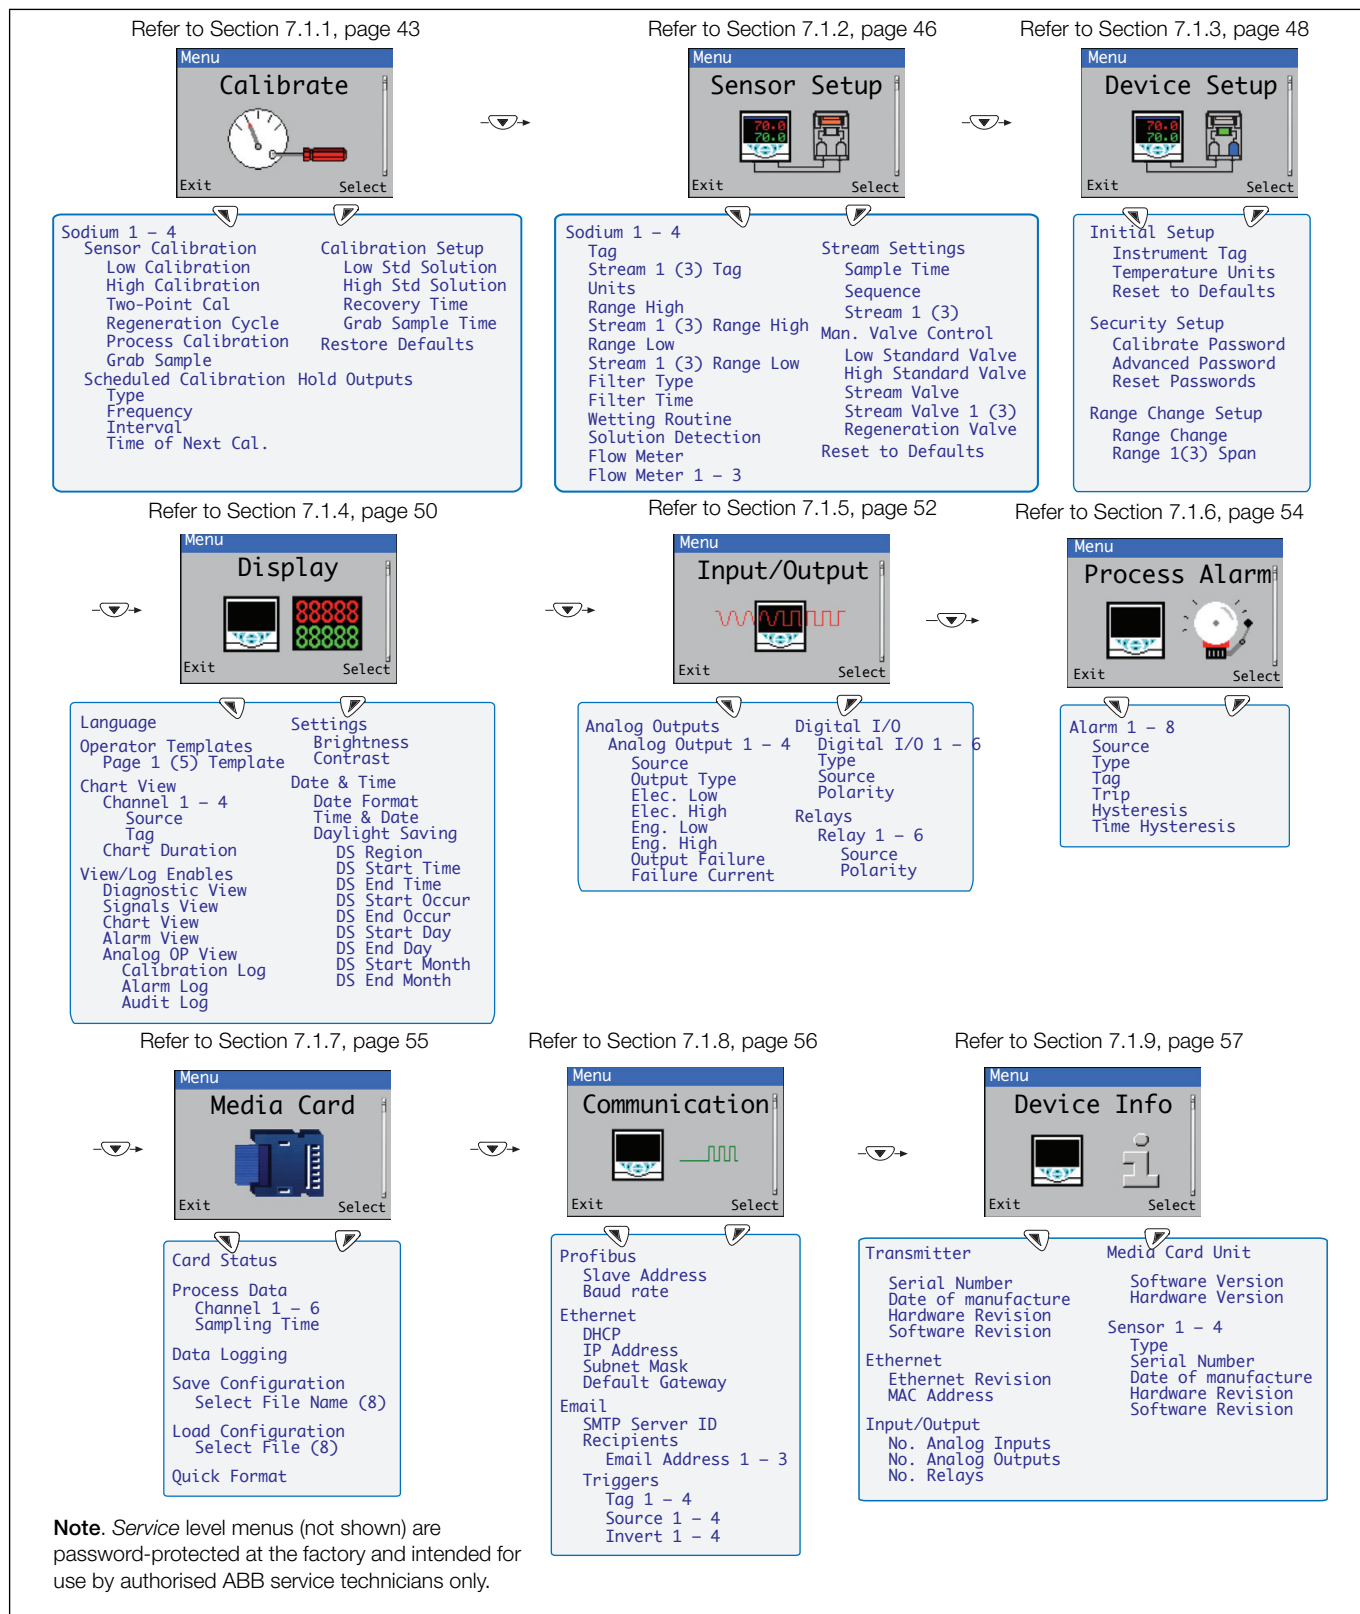 Refer to Section 7.1.1, page 43
Menu
Calibrate
Exit
Select
Sodium 1 – 4
Sensor Calibration
Low Calibration
High Calibration
Two-Point Cal
Regeneration Cycle
Process Calibration
Grab Sample
Scheduled Calibration
Type
Frequency
Interval
Time of Next Cal.
Calibration Setup
Low Std Solution
High Std Solution
Recovery Time
Grab Sample Time
Restore Defaults
Hold Outputs
Refer to Section 7.1.2, page 46
Menu
Sensor Setup
70.0
70.0
Exit
Select
Sodium 1 – 4
Tag
Stream 1 (3) Tag
Units
Range High
Stream 1 (3) Range High
Range Low
Stream 1 (3) Range Low
Filter Type
Filter Time
Wetting Routine
Solution Detection
Flow Meter
Flow Meter 1 – 3
Stream Settings
Sample Time
Sequence
Stream 1 (3)
Man. Valve Control
Low Standard Valve
High Standard Valve
Stream Valve
Stream Valve 1 (3)
Regeneration Valve
Reset to Defaults
Refer to Section 7.1.3, page 48
Menu
Device Setup
70.0
70.0
Exit
Select
Initial Setup
Instrument Tag
Temperature Units
Reset to Defaults
Security Setup
Calibrate Password
Advanced Password
Reset Passwords
Range Change Setup
Range Change
Range 1(3) Span
Refer to Section 7.1.4, page 50
Menu
Display
88888
88888
Exit
Select
Language
Operator Templates
Page 1 (5) Template
Chart View
Channel 1 – 4
Source
Tag
Chart Duration
View/Log Enables
Diagnostic View
Signals View
Chart View
Alarm View
Analog OP View
Calibration Log
Alarm Log
Audit Log
Settings
Brightness
Contrast
Date & Time
Date Format
Time & Date
Daylight Saving
DS Region
DS Start Time
DS End Time
DS Start Occur
DS End Occur
DS Start Day
DS End Day
DS Start Month
DS End Month
Refer to Section 7.1.5, page 52
Menu
Input/Output
Exit
Select
Analog Outputs
Analog Output 1 – 4
Source
Output Type
Elec. Low
Elec. High
Eng. Low
Eng. High
Output Failure
Failure Current
Digital I/O
Digital I/O 1 – 6
Type
Source
Polarity
Relays
Relay 1 – 6
Source
Polarity
Refer to Section 7.1.6, page 54
Menu
Process Alarm
Exit
Select
Alarm 1 – 8
Source
Type
Tag
Trip
Hysteresis
Time Hysteresis
Refer to Section 7.1.7, page 55
Menu
Media Card
Exit
Select
Card Status
Process Data
Channel 1 – 6
Sampling Time
Data Logging
Save Configuration
Select File Name (8)
Load Configuration
Select File (8)
Quick Format
Refer to Section 7.1.8, page 56
Menu
Communication
Exit
Select
Profibus
Slave Address
Baud rate
Ethernet
DHCP
IP Address
Subnet Mask
Default Gateway
Email
SMTP Server ID
Recipients
Email Address 1 – 3
Triggers
Tag 1 – 4
Source 1 – 4
Invert 1 – 4
Refer to Section 7.1.9, page 57
Menu
Device Info
Exit
Select
Transmitter
Serial Number
Date of manufacture
Hardware Revision
Software Revision
Ethernet
Ethernet Revision
MAC Address
Input/Output
No. Analog Inputs
No. Analog Outputs
No. Relays
Media Card Unit
Software Version
Hardware Version
Sensor 1 – 4
Type
Serial Number
Date of manufacture
Hardware Revision
Software Revision
Note. Service level menus (not shown) are
password-protected at the factory and intended for
use by authorised ABB service technicians only.